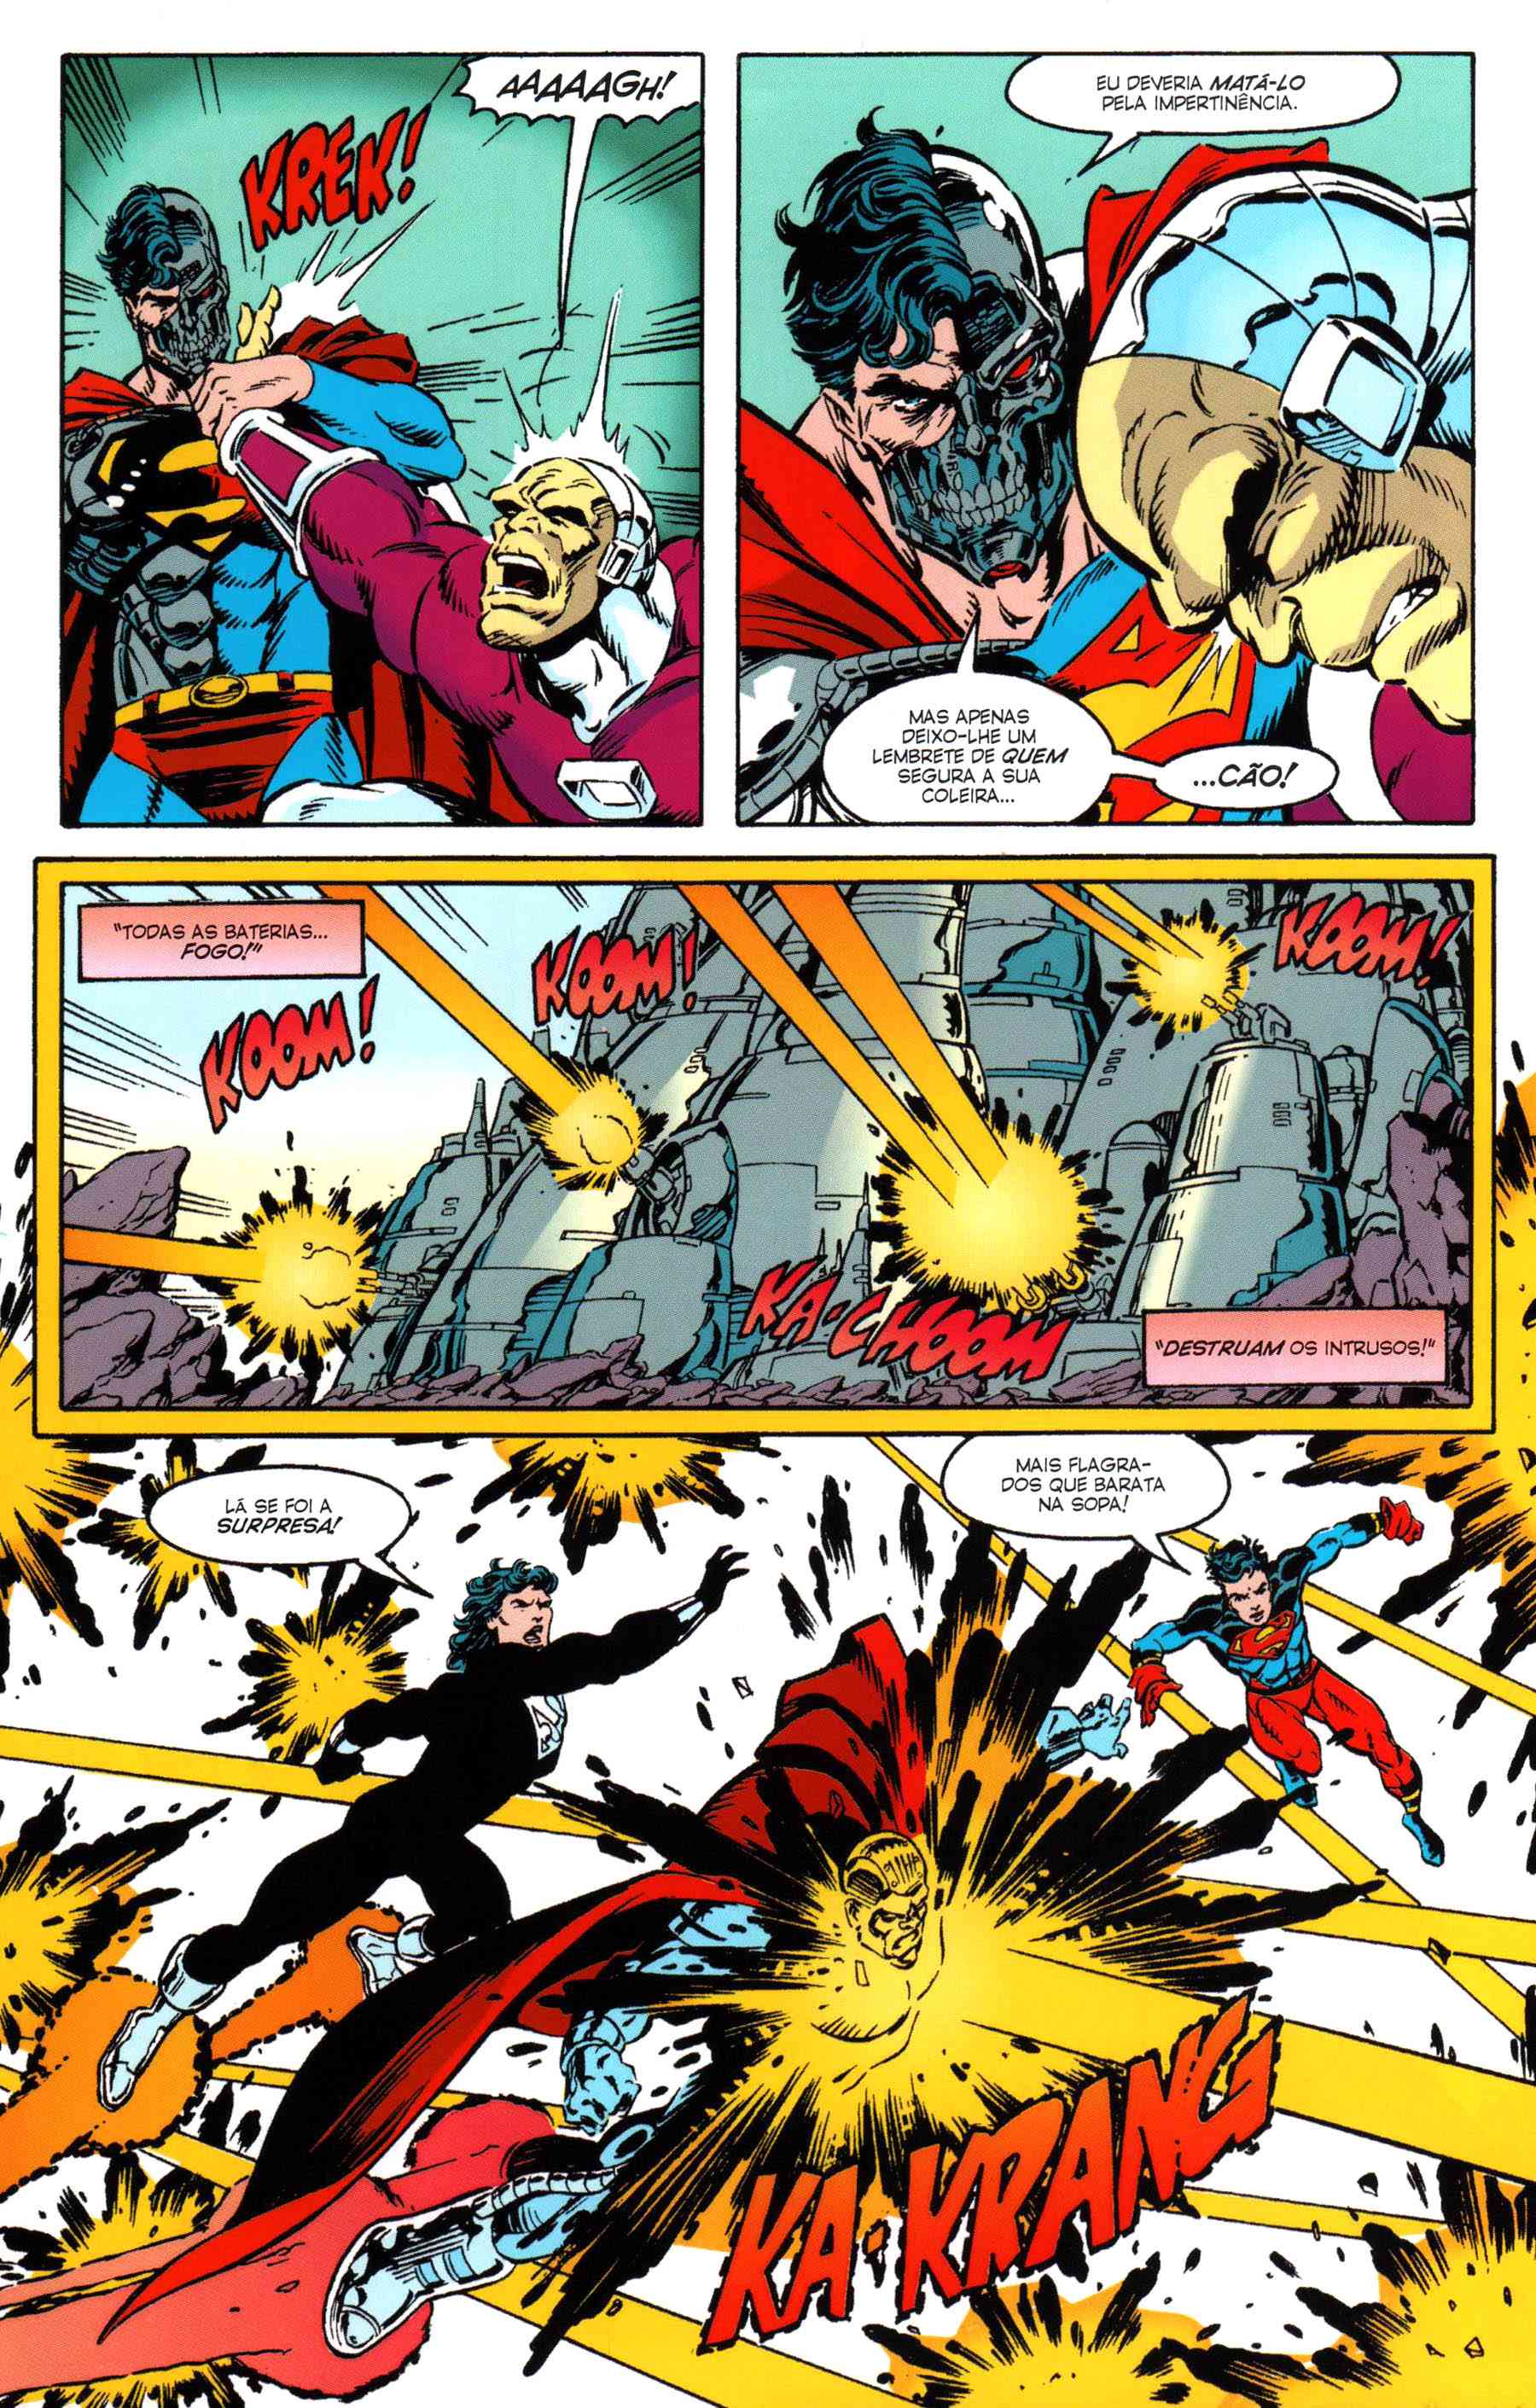 AAAAAGH!
KREK!
EU DEVERIA MATÁ-LO
PELA IMPERTINÊNCIA.
MAS APENAS
DEIXO-LHE UM
LEMBRETE DE QUEM
SEGURA A SUA
COLEIRA...
...CÃO!
"TODAS AS BATERIAS...
FOGO!"
KOOM!
KOOM!
KOOM!
KA-CHOOM
"DESTRUAM OS INTRUSOS!"
LÁ SE FOI A
SURPRESA!
MAIS FLAGRA-
DOS QUE BARATA
NA SOPA!
KA-KRANG